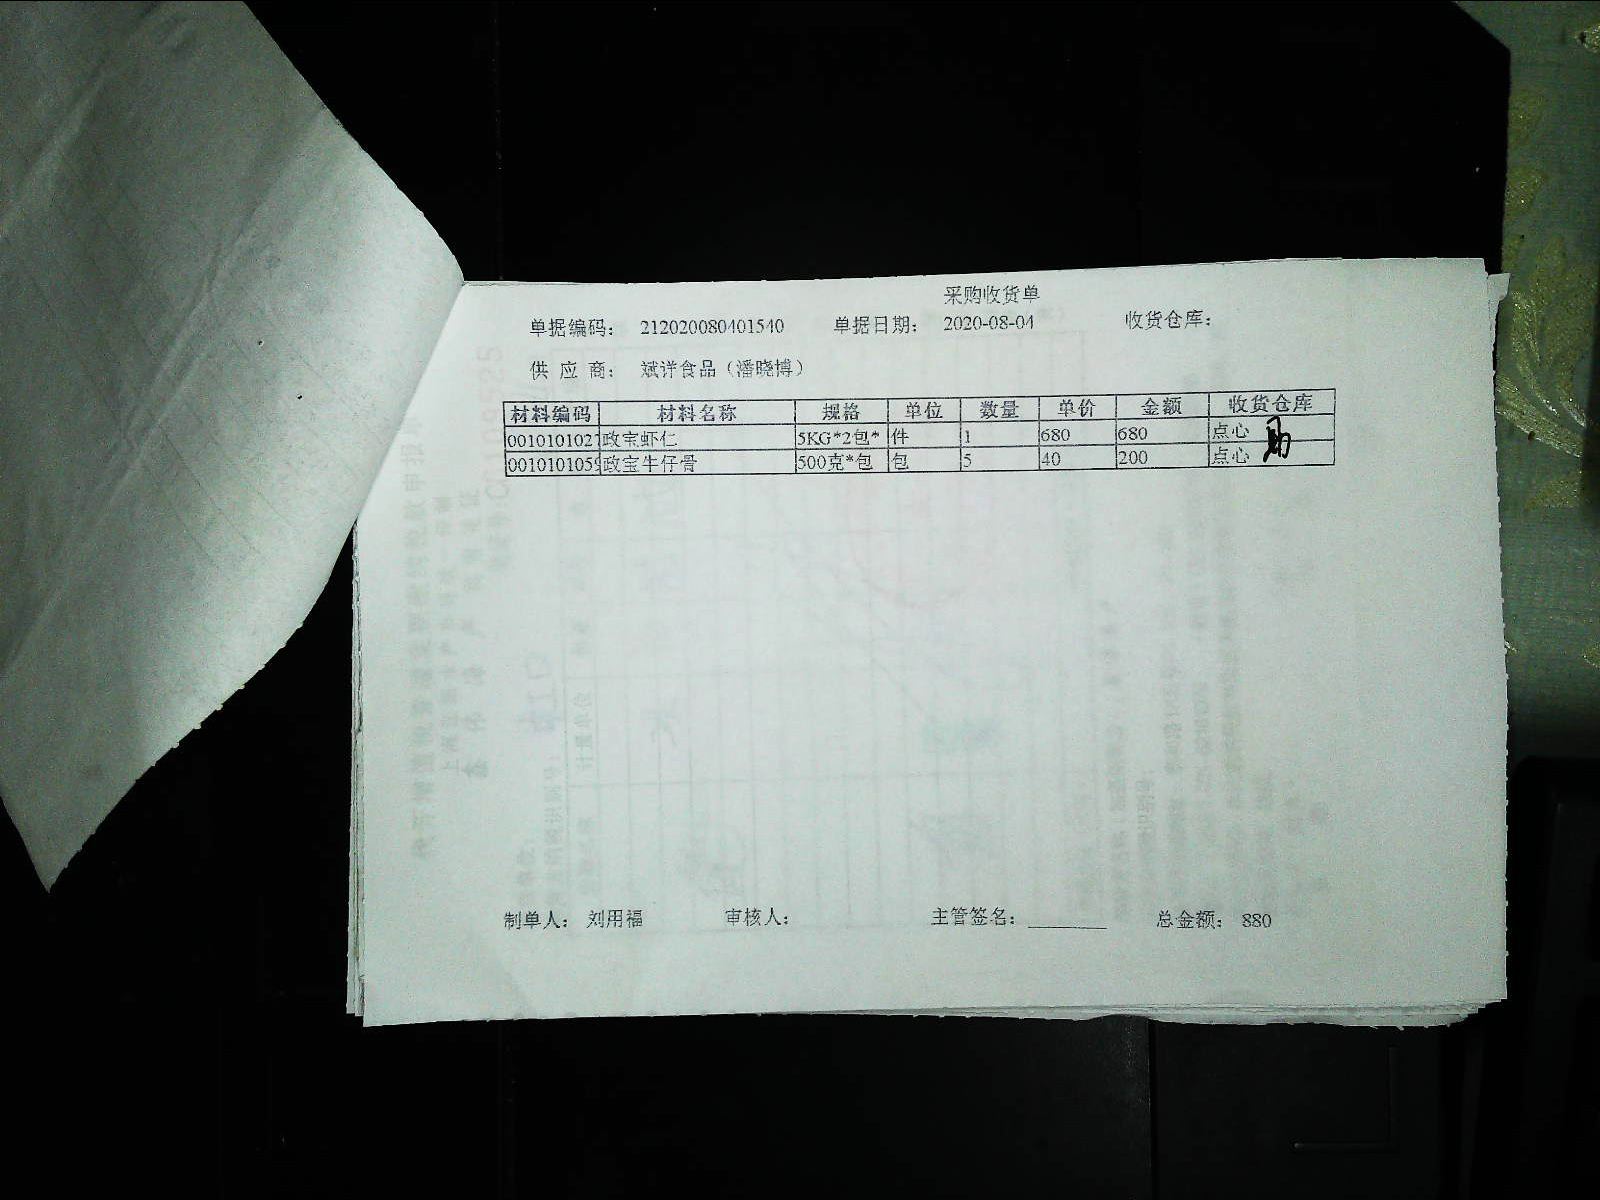 采购收货单
单据编码： 212020080401540 单据日期： 2020-08-04 收货仓库：
供 应 商： 斌洋食品（潘晓博）
材料编码 材料名称 规格 单位 数量 单价 金额 收货仓库
0010101027 政宝虾仁 5KG*2包* 件 1 680 680 点心
0010101059 政宝牛仔骨 500克*包 包 5 40 200 点心
制单人： 刘用福 审核人： 主管签名： 总金额： 880